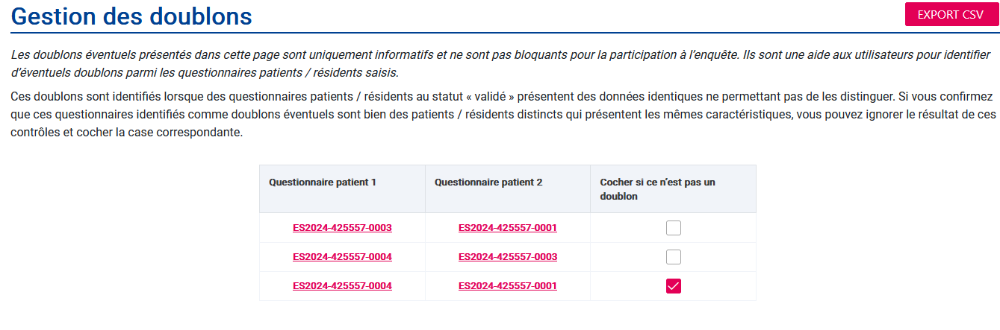 Gestion des doublons
EXPORT CSV
Les doublons éventuels présentés dans cette page sont uniquement informatifs et ne sont pas bloquants pour la participation à l’enquête. Ils sont une aide aux utilisateurs pour identifier
d’éventuels doublons parmi les questionnaires patients / résidents saisis.
Ces doublons sont identifiés lorsque des questionnaires patients / résidents au statut « validé » présentent des données identiques ne permettant pas de les distinguer. Si vous confirmez
que ces questionnaires identifiés comme doublons éventuels sont bien des patients / résidents distincts qui présentent les mêmes caractéristiques, vous pouvez ignorer le résultat de ces
contrôles et cocher la case correspondante.
Questionnaire patient 1
Questionnaire patient 2
Cocher si ce n’est pas un
doublon
ES2024-425557-0003
ES2024-425557-0001
ES2024-425557-0004
ES2024-425557-0003
ES2024-425557-0004
ES2024-425557-0001